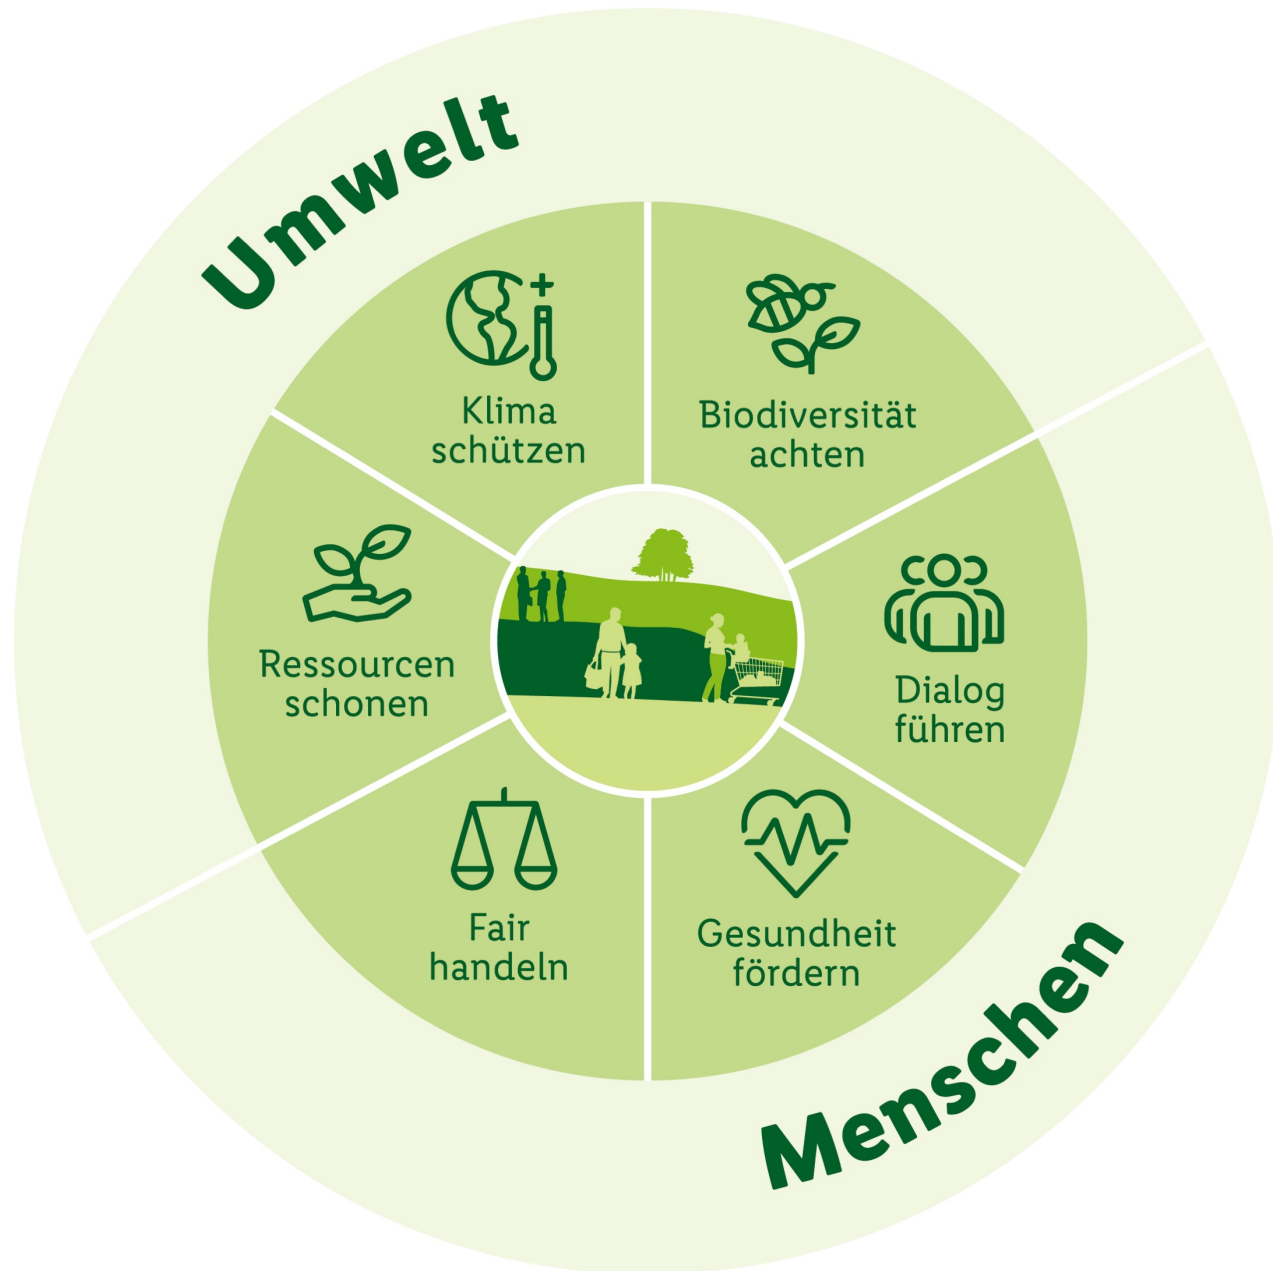 Umwelt
Klima
schützen
Biodiversität
achten
Ressourcen
schonen
Dialog
führen
Fair
handeln
Gesundheit
fördern
Menschen